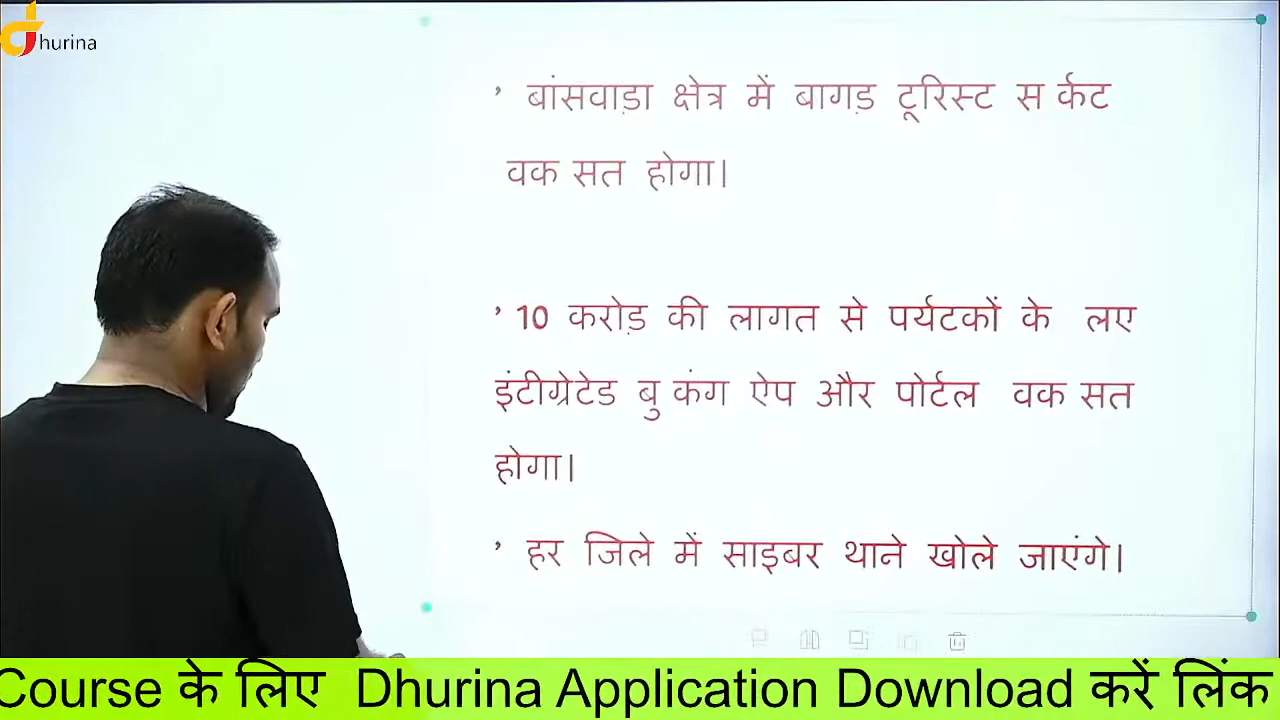 dhurina
' बांसवाड़ा क्षेत्र में बागड़ टूरिस्ट स र्कट
वक सत होगा।
' 10 करोड़ की लागत से पर्यटकों के लए
इंटीग्रेटेड बु कंग ऐप और पोर्टल वक सत
होगा।
' हर जिले में साइबर थाने खोले जाएंगे।
Course के लिए Dhurina Application Download करें लिंक